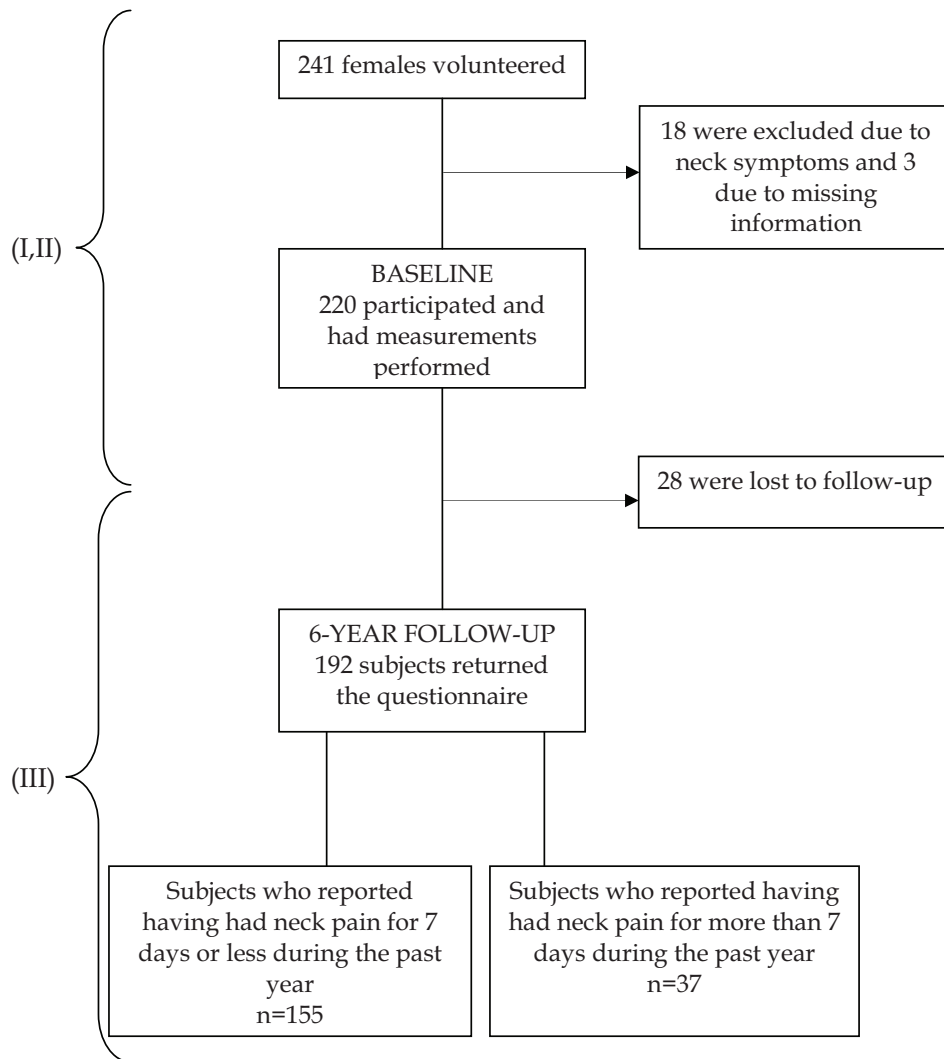 241 females volunteered
18 were excluded due to
neck symptoms and 3
due to missing
information
(I,II)
BASELINE
220 participated and
had measurements
performed
28 were lost to follow-up
6-YEAR FOLLOW-UP
192 subjects returned
the questionnaire
(III)
Subjects who reported
having had neck pain for 7
days or less during the past
year
n=155
Subjects who reported having
had neck pain for more than 7
days during the past year
n=37